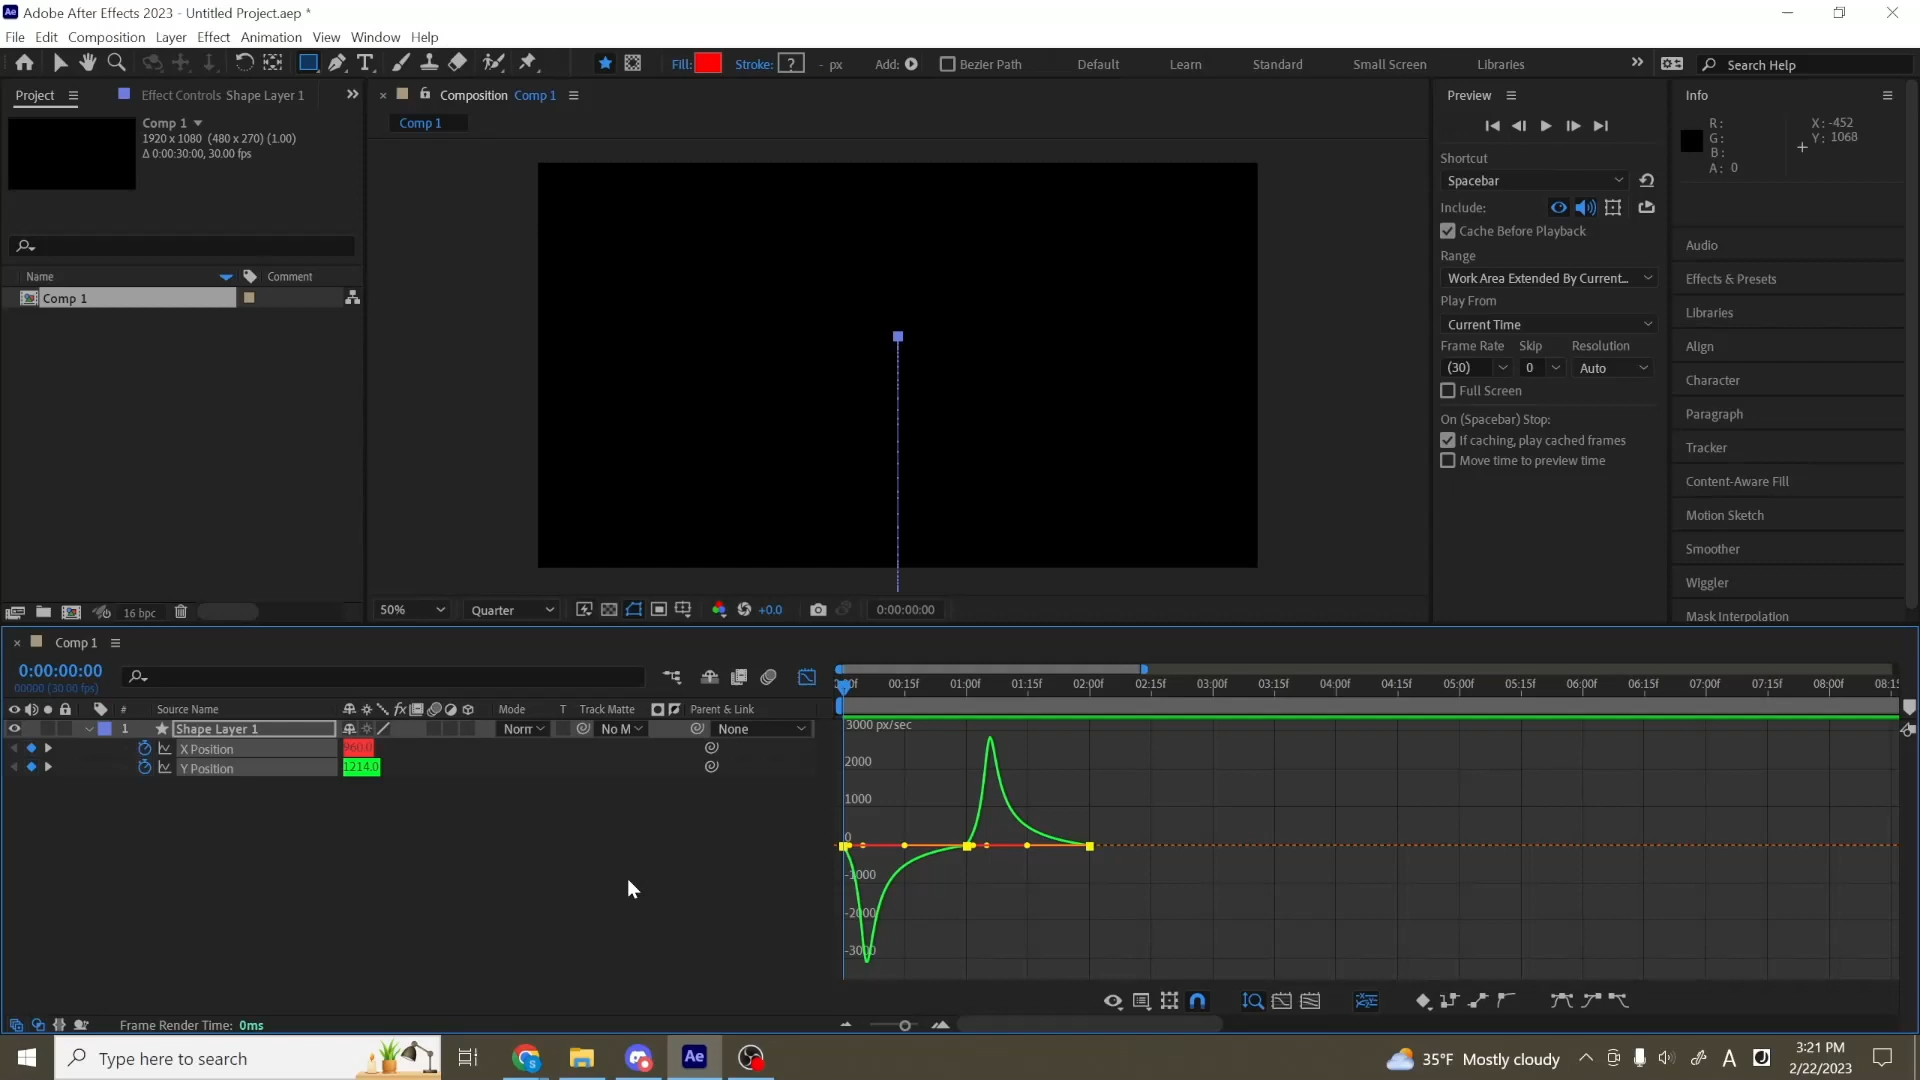 Adobe After Effects 2023 - Untitled Project.aep *
File Edit Composition Layer Effect Animation View Window Help
Fill: Stroke: ? - px Add: Bezier Path Default Learn Standard Small Screen Libraries Search Help
Project Effect Controls Shape Layer 1 Composition Comp 1 Preview Info
Comp 1
1920 x 1080 (480 x 270) (1.00)
Δ 0:00:30:00, 30.00 fps
Comp 1
R:
G:
B:
A: 0
X: -452
Y: 1068
Name Comment
Comp 1
Shortcut
Spacebar
Include:
Cache Before Playback
Range
Work Area Extended By Current...
Play From
Current Time
Frame Rate Skip Resolution
(30) 0 Auto
Full Screen
On (Spacebar) Stop:
If caching, play cached frames
Move time to preview time
Audio
Effects & Presets
Libraries
Align
Character
Paragraph
Tracker
Content-Aware Fill
Motion Sketch
Smoother
Wiggler
Mask Interpolation
16 bpc
50% Quarter +0.0 0:00:00:00
Comp 1
0:00:00:00
00000 (30.00 fps)
00:15f 01:00f 01:15f 02:00f 02:15f 03:00f 03:15f 04:00f 04:15f 05:00f 05:15f 06:00f 06:15f 07:00f 07:15f 08:00f
# Source Name fx Mode T Track Matte Parent & Link
1 Shape Layer 1 Norr No M None
X Position 960.0
Y Position 1214.0
3000 px/sec
2000
1000
0
-1000
-2000
-3000
Frame Render Time: 0ms
Type here to search
S
Ae
35°F Mostly cloudy
A
3:21 PM
2/22/2023